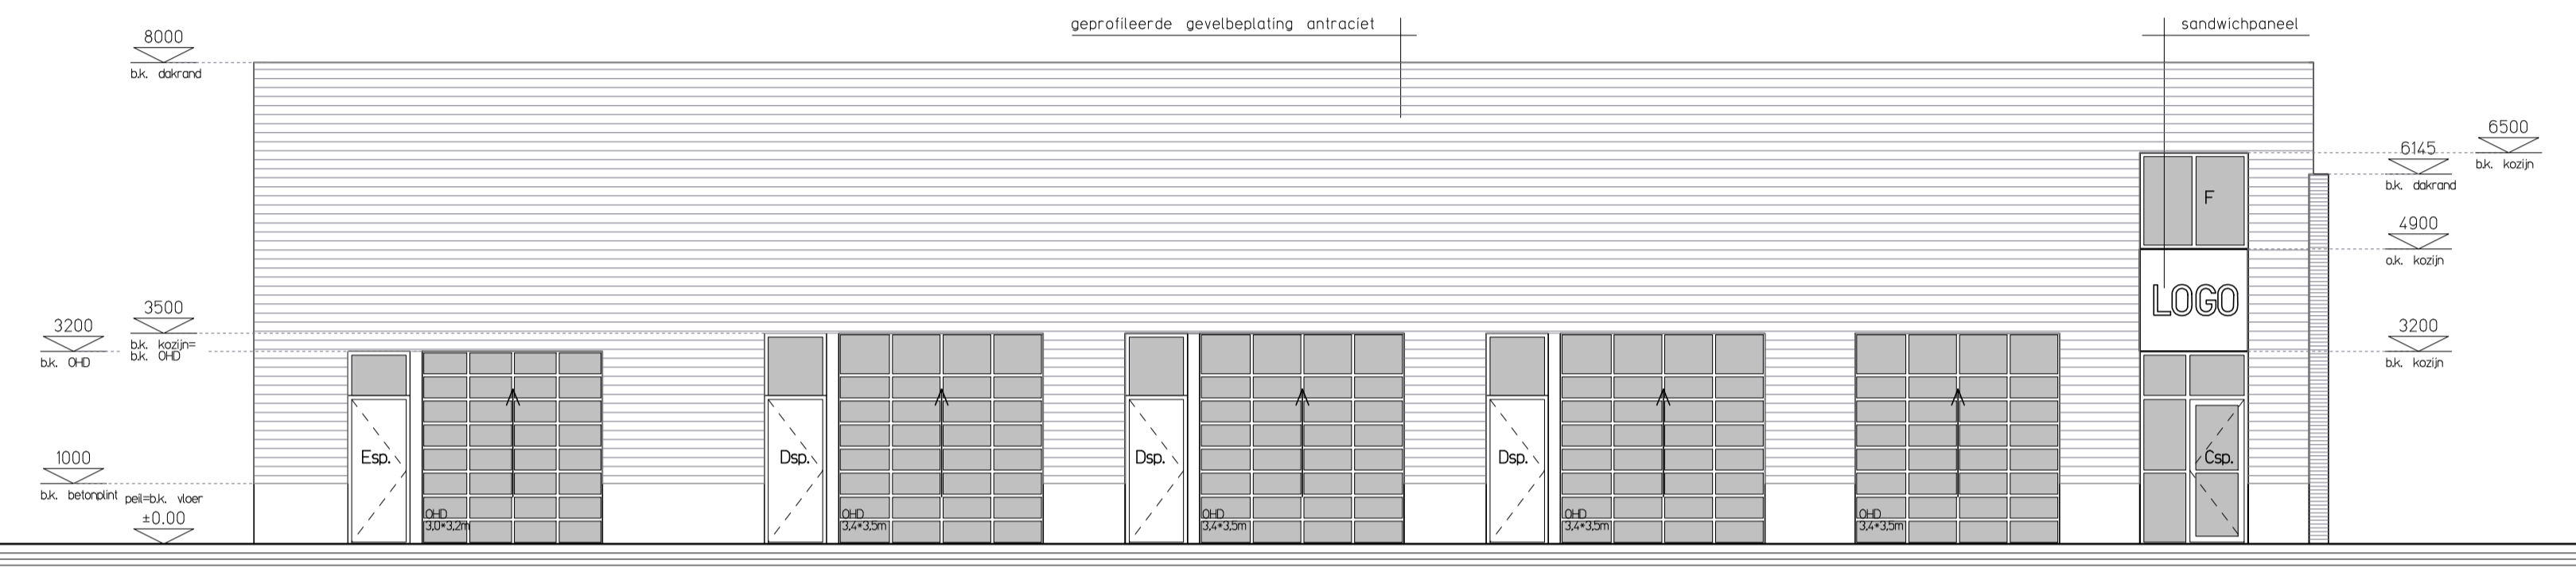 geprofileerde gevelbeplating antraciet
sandwichpaneel
8000
b.k. dakrand
6500
b.k. kozijn
6145
b.k. dakrand
F
4900
o.k. kozijn
LOGO
3500
b.k. kozijn=
b.k. OHD
3200
b.k. OHD
3200
b.k. kozijn
Esp.
Dsp.
Dsp.
Dsp.
Csp.
1000
b.k. betonplint
peil=b.k. vloer
±0.00
OHD
3,0*3,2m
OHD
3,4*3,5m
OHD
3,4*3,5m
OHD
3,4*3,5m
OHD
3,4*3,5m